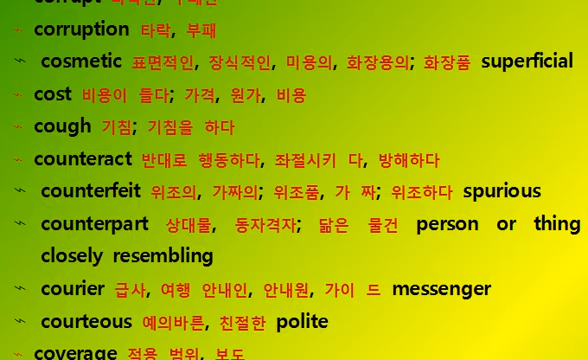 corrupt
~ corruption 타락, 부패
~ cosmetic 표면적인, 장식적인, 미용의, 화장용의; 화장품 superficial
~ cost 비용이 들다; 가격, 원가, 비용
~ cough 기침; 기침을 하다
~ counteract 반대로 행동하다, 좌절시키 다, 방해하다
~ counterfeit 위조의, 가짜의; 위조품, 가 짜; 위조하다 spurious
~ counterpart 상대물, 동자격자; 닮은 물건 person or thing
closely resembling
~ courier 급사, 여행 안내인, 안내원, 가이 드 messenger
~ courteous 예의바른, 친절한 polite
~ coverage 적용 범위, 보도